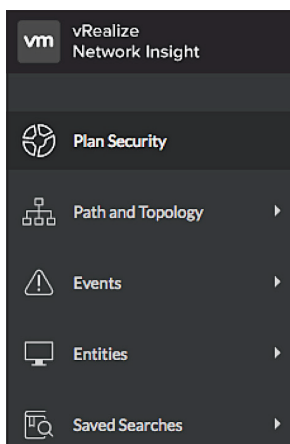 vm
vRealize
Network Insight
Plan Security
Path and Topology
Events
Entities
Saved Searches